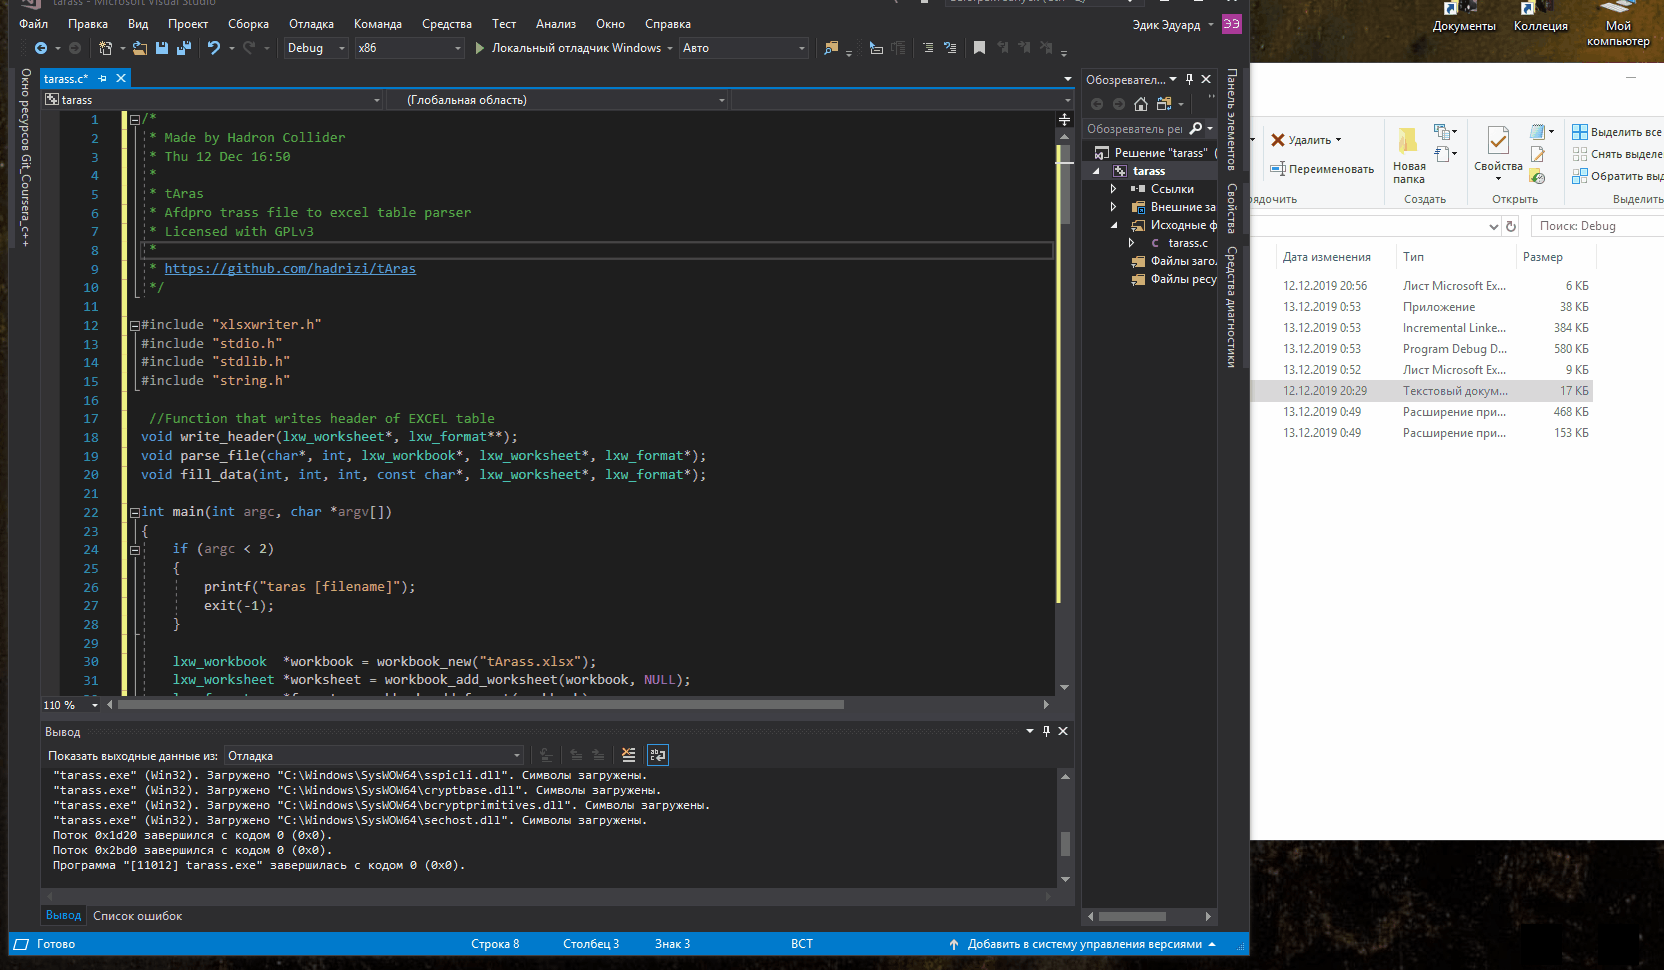 tarass - Microsoft Visual Studio
Файл Правка Вид Проект Сборка Отладка Команда Средства Тест Анализ Окно Справка
Эдик Эдуард ЭЭ
Debug x86 Локальный отладчик Windows Авто
Окно ресурсов Git_Coursera_c++
tarass.c*
tarass (Глобальная область)
1 /*
2 * Made by Hadron Collider
3 * Thu 12 Dec 16:50
4 *
5 * tAras
6 * Afdpro trass file to excel table parser
7 * Licensed with GPLv3
8 *
9 * https://github.com/hadrizi/tAras
10 */
11
12 #include "xlsxwriter.h"
13 #include "stdio.h"
14 #include "stdlib.h"
15 #include "string.h"
16
17 //Function that writes header of EXCEL table
18 void write_header(lxw_worksheet*, lxw_format**);
19 void parse_file(char*, int, lxw_workbook*, lxw_worksheet*, lxw_format*);
20 void fill_data(int, int, int, const char*, lxw_worksheet*, lxw_format*);
21
22 int main(int argc, char *argv[])
23 {
24 if (argc < 2)
25 {
26 printf("taras [filename]");
27 exit(-1);
28 }
29
30 lxw_workbook *workbook = workbook_new("tArass.xlsx");
31 lxw_worksheet *worksheet = workbook_add_worksheet(workbook, NULL);
110 %
Вывод
Показать выходные данные из: Отладка
"tarass.exe" (Win32). Загружено "C:\Windows\SysWOW64\sspicli.dll". Символы загружены.
"tarass.exe" (Win32). Загружено "C:\Windows\SysWOW64\cryptbase.dll". Символы загружены.
"tarass.exe" (Win32). Загружено "C:\Windows\SysWOW64\bcryptprimitives.dll". Символы загружены.
"tarass.exe" (Win32). Загружено "C:\Windows\SysWOW64\sechost.dll". Символы загружены.
Поток 0x1d20 завершился с кодом 0 (0x0).
Поток 0x2bd0 завершился с кодом 0 (0x0).
Программа "[11012] tarass.exe" завершилась с кодом 0 (0x0).
Вывод Список ошибок
Готово Строка 8 Столбец 3 Знак 3 ВСТ Добавить в систему управления версиями
Обозревател...
Обозреватель ре
Решение "tarass" (
tarass
Ссылки
Внешние за
Исходные ф
tarass.c
Файлы заго
Файлы ресу
Панель элементов
Свойства
Средства диагностики
Документы
Коллеция
Мой
компьютер
Удалить
Переименовать
рядочить
Новая
папка
Создать
Свойства
Открыть
Выделить все
Снять выделе
Обратить выд
Выделить
Поиск: Debug
Дата изменения Тип Размер
12.12.2019 20:56 Лист Microsoft Ex... 6 КБ
13.12.2019 0:53 Приложение 38 КБ
13.12.2019 0:53 Incremental Linke... 384 КБ
13.12.2019 0:53 Program Debug D... 580 КБ
13.12.2019 0:52 Лист Microsoft Ex... 9 КБ
12.12.2019 20:29 Текстовый докум... 17 КБ
13.12.2019 0:49 Расширение при... 468 КБ
13.12.2019 0:49 Расширение при... 153 КБ